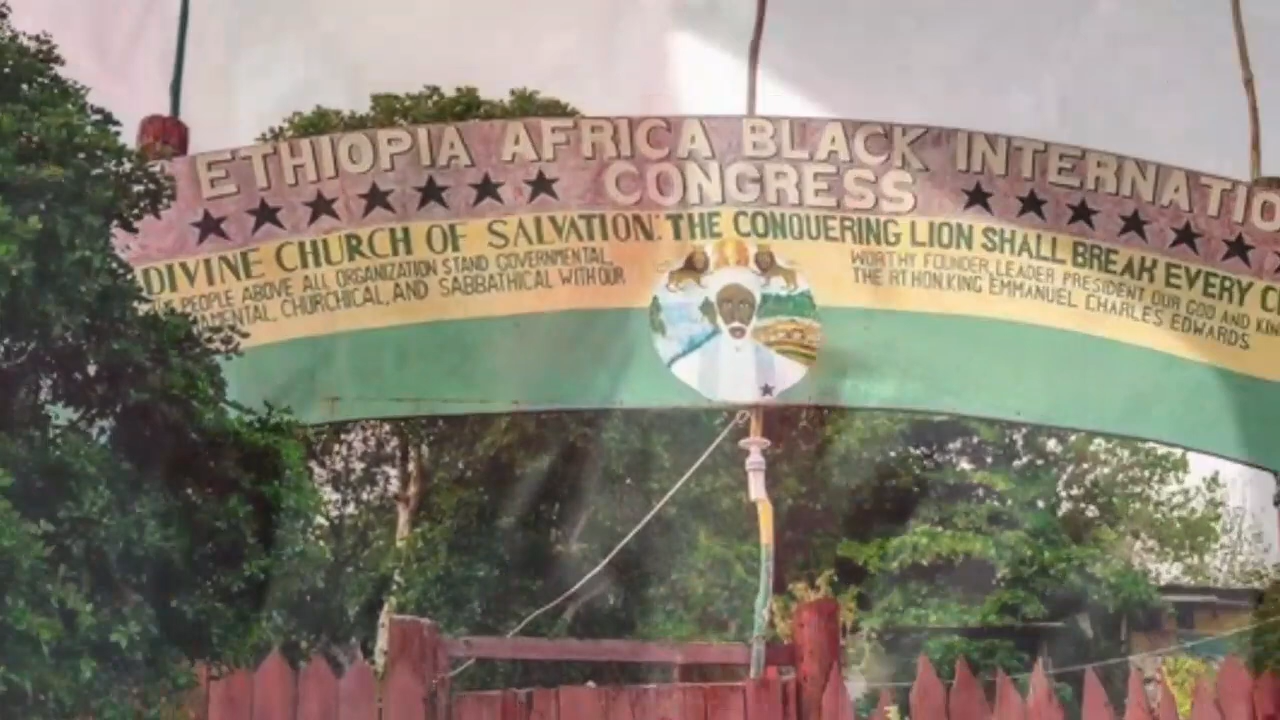 ETHIOPIA AFRICA BLACK INTERNATIO
CONGRESS
DIVINE CHURCH OF SALVATION: THE CONQUERING LION SHALL BREAK EVERY C
PEOPLE ABOVE ALL ORGANIZATION STAND GOVERNMENTAL,
AMENTAL, CHURCHICAL, AND SABBATHICAL WITH OUR
WORTHY FOUNDER, LEADER PRESIDENT OUR GOD AND KIN
THE RT HON. KING EMMANUEL CHARLES EDWARDS